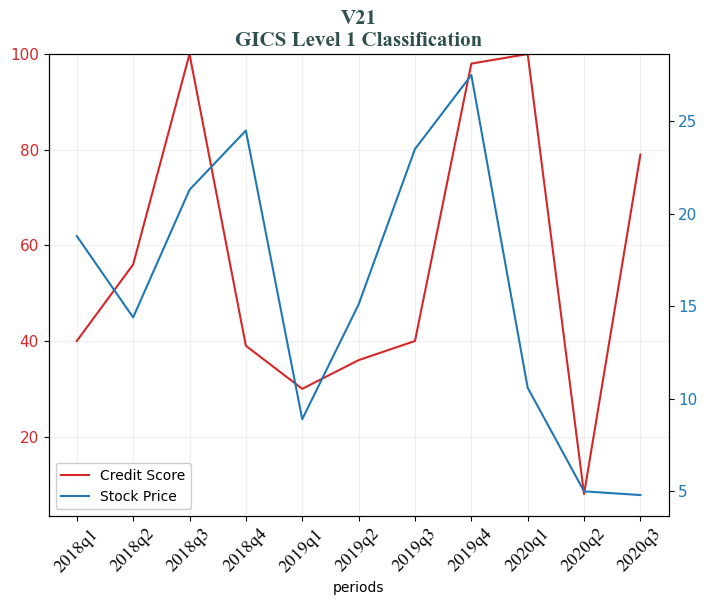 V21
GICS Level 1 Classification
100
80
60
40
20
25
20
15
10
5
Credit Score
Stock Price
2018q1
2018q2
2018q3
2018q4
2019q1
2019q2
2019q3
2019q4
2020q1
2020q2
2020q3
periods